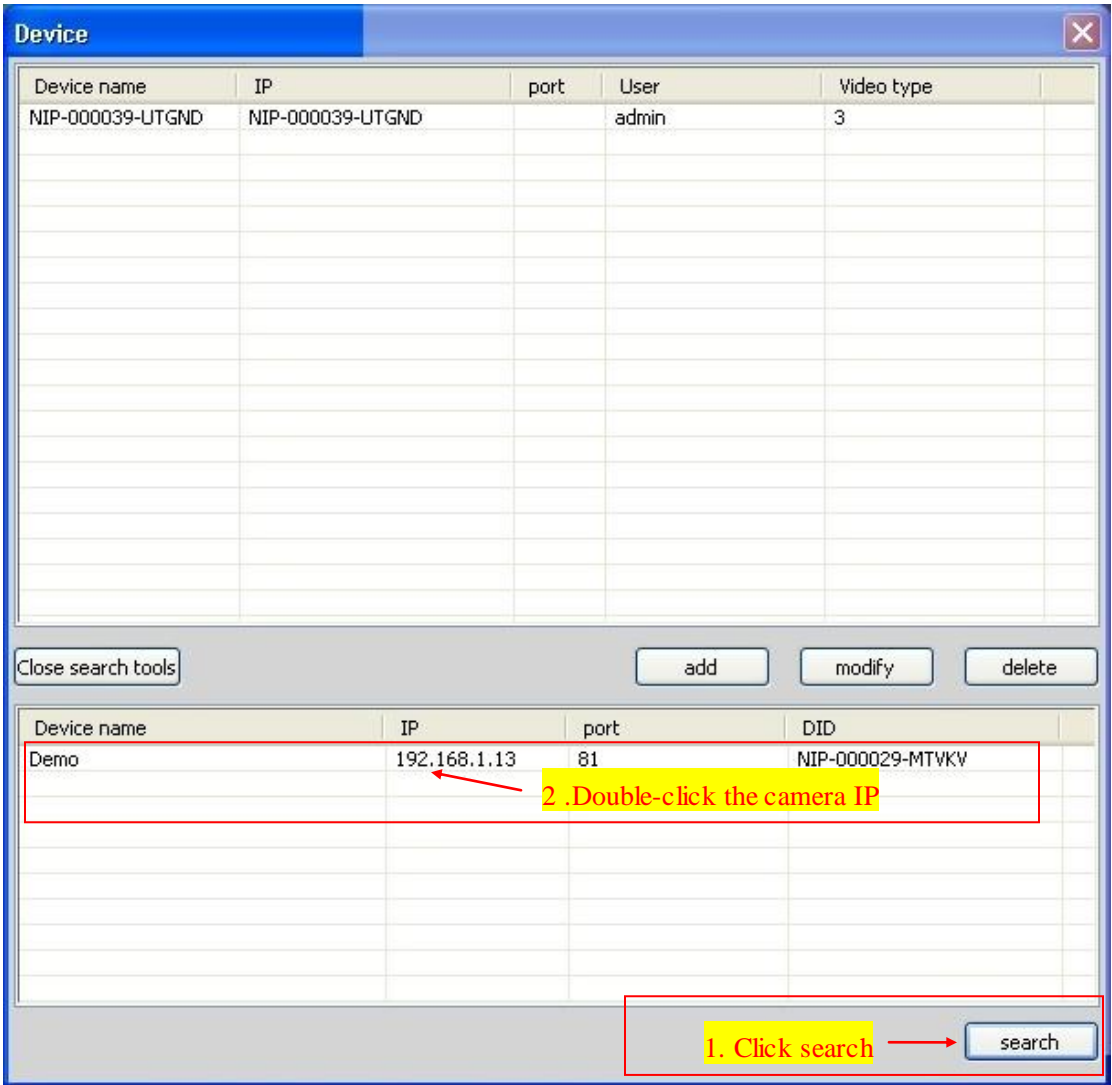 Device
Device name IP port User Video type
NIP-000039-UTGND NIP-000039-UTGND admin 3
Close search tools add modify delete
Device name IP port DID
Demo 192.168.1.13 81 NIP-000029-MTVKV
2 .Double-click the camera IP
1. Click search search